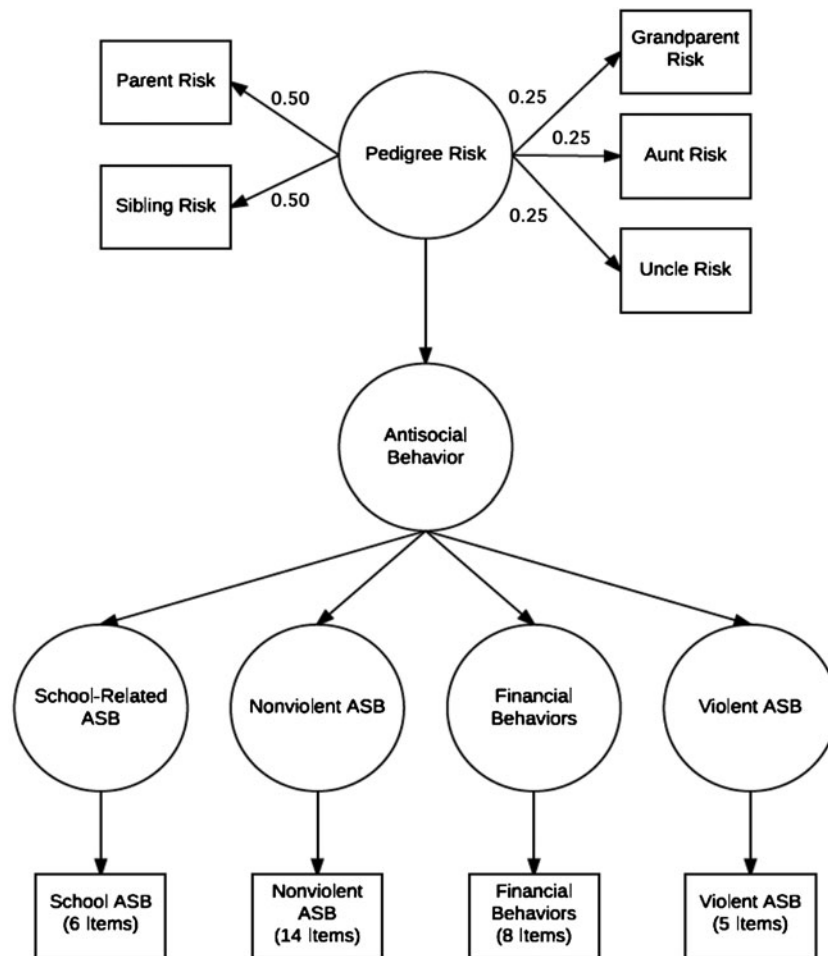 Parent Risk
0.50
Sibling Risk
0.50
Pedigree Risk
Grandparent
Risk
0.25
Aunt Risk
0.25
Uncle Risk
0.25
Antisocial
Behavior
School-Related
ASB
Nonviolent ASB
Financial
Behaviors
Violent ASB
School ASB
(6 Items)
Nonviolent
ASB
(14 Items)
Financial
Behaviors
(8 Items)
Violent ASB
(5 Items)